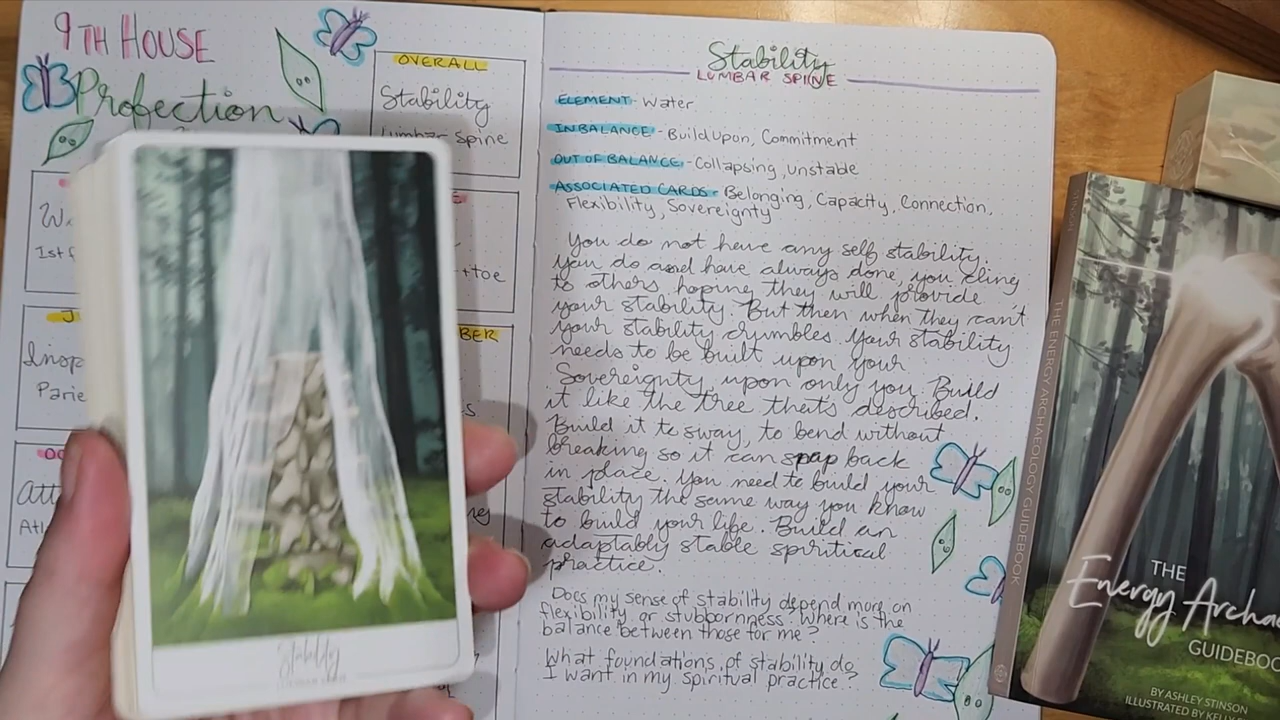 9TH HOUSE
Profection
OVERALL
Stability
Lumbar Spine
1st
+toe
BER
Insp
Parie
Att
Atl
Stability
LUMBAR SPINE
ELEMENT - Water
IN BALANCE - Build upon, Commitment
OUT OF BALANCE - Collapsing, unstable
ASSOCIATED CARDS - Belonging, Capacity, Connection,
Flexibility, Sovereignty
You do not have any self stability.
You do and have always done, you cling
to others hoping they will provide
your stability. But then when they can't
your stability crumbles. Your stability
needs to be built upon your
Sovereignty, upon only you. Build
it like the tree that's described.
Build it to sway, to bend without
breaking so it can snap back
in place. You need to build your
stability the same way you know
to build your life. Build an
adaptably stable spiritical
practice.
Does my sense of stability depend more on
flexibility or stubbornness? Where is the
balance between those for me?
What foundations of stability do
I want in my spiritual practice?
Stability
THE ENERGY ARCHAEOLOGY GUIDEBOOK
THE
Energy Archae
GUIDEBOO
BY ASHLEY STINSON
ILLUSTRATED BY KELLY